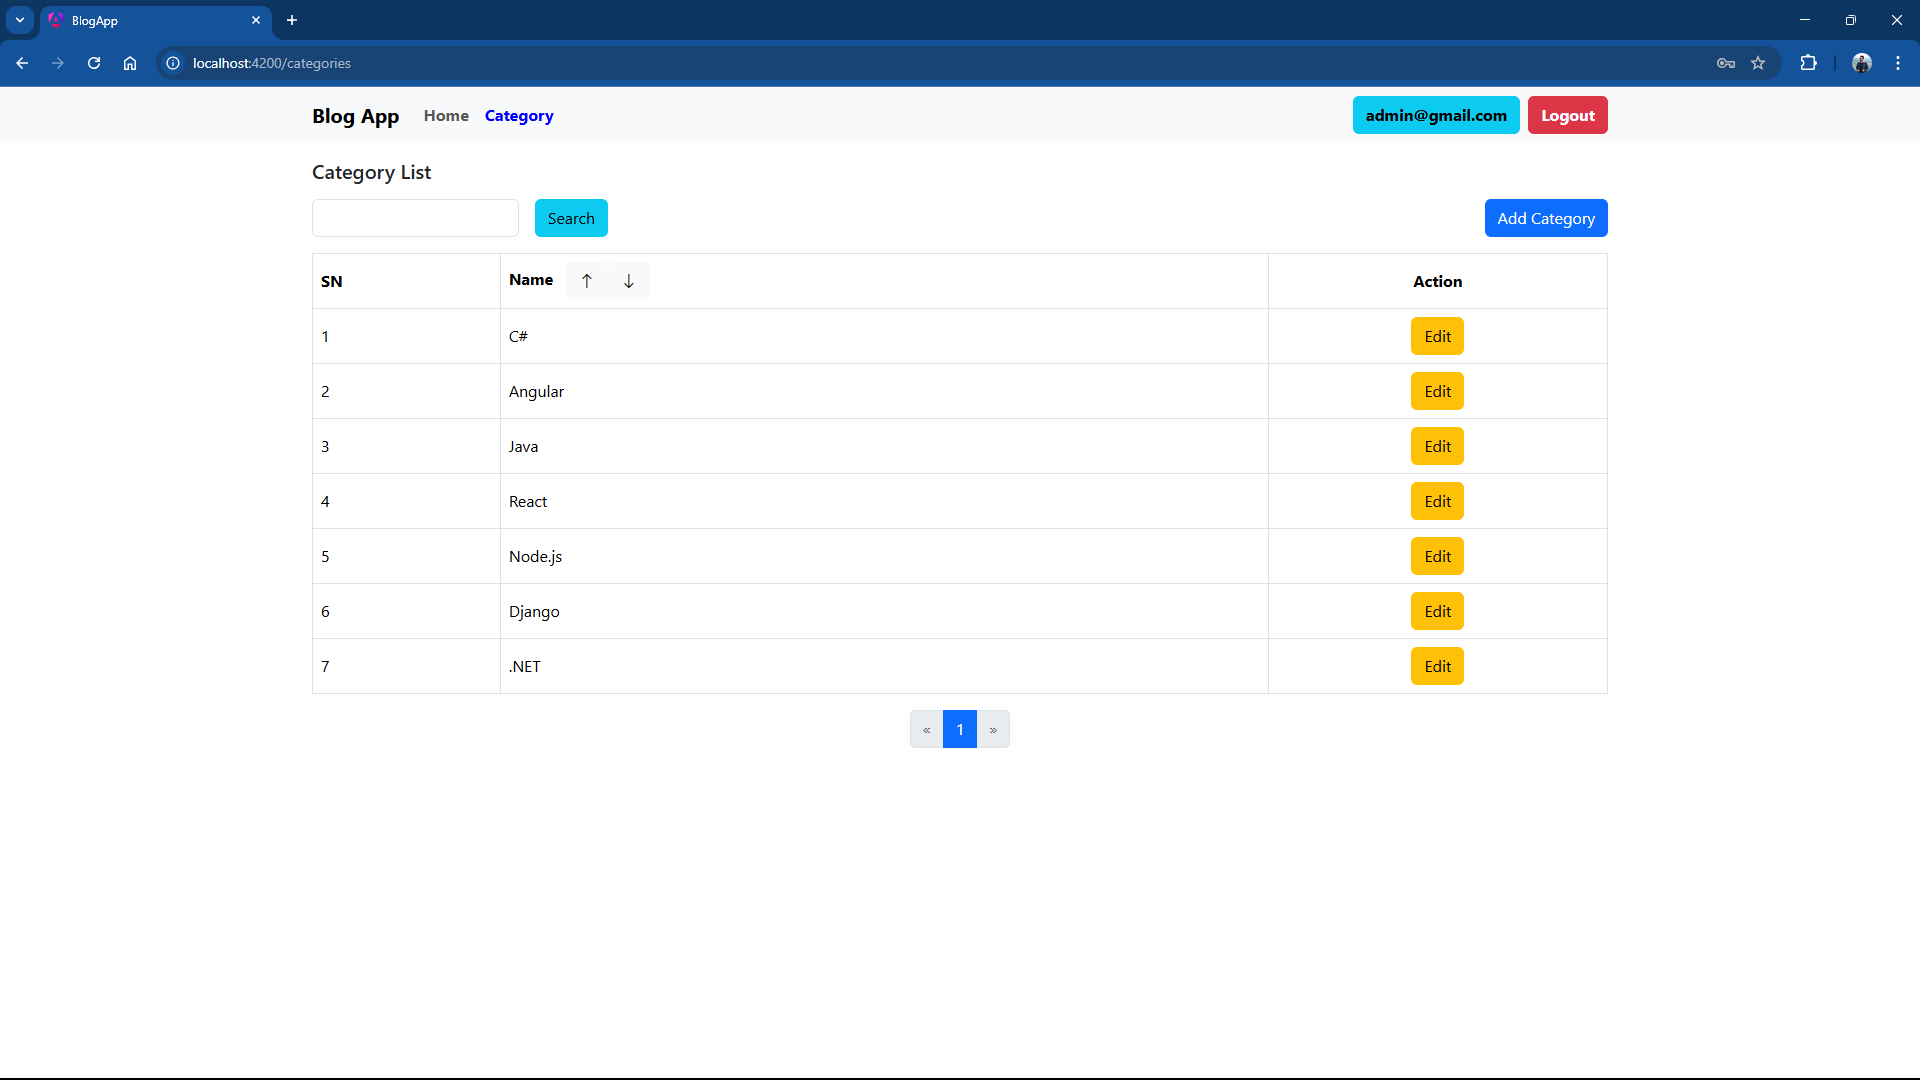 BlogApp
localhost:4200/categories
Blog App Home Category admin@gmail.com Logout
Category List
Search Add Category
SN Name ↑ ↓ Action
1 C# Edit
2 Angular Edit
3 Java Edit
4 React Edit
5 Node.js Edit
6 Django Edit
7 .NET Edit
« 1 »